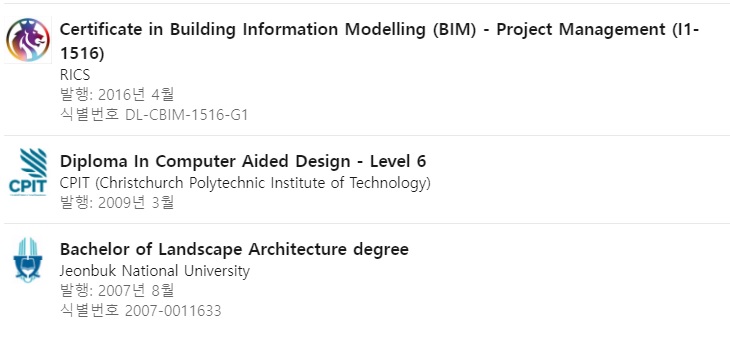 Certificate in Building Information Modelling (BIM) - Project Management (I1-
1516)
RICS
발행: 2016년 4월
식별번호 DL-CBIM-1516-G1
CPIT
Diploma In Computer Aided Design - Level 6
CPIT (Christchurch Polytechnic Institute of Technology)
발행: 2009년 3월
Bachelor of Landscape Architecture degree
Jeonbuk National University
발행: 2007년 8월
식별번호 2007-0011633